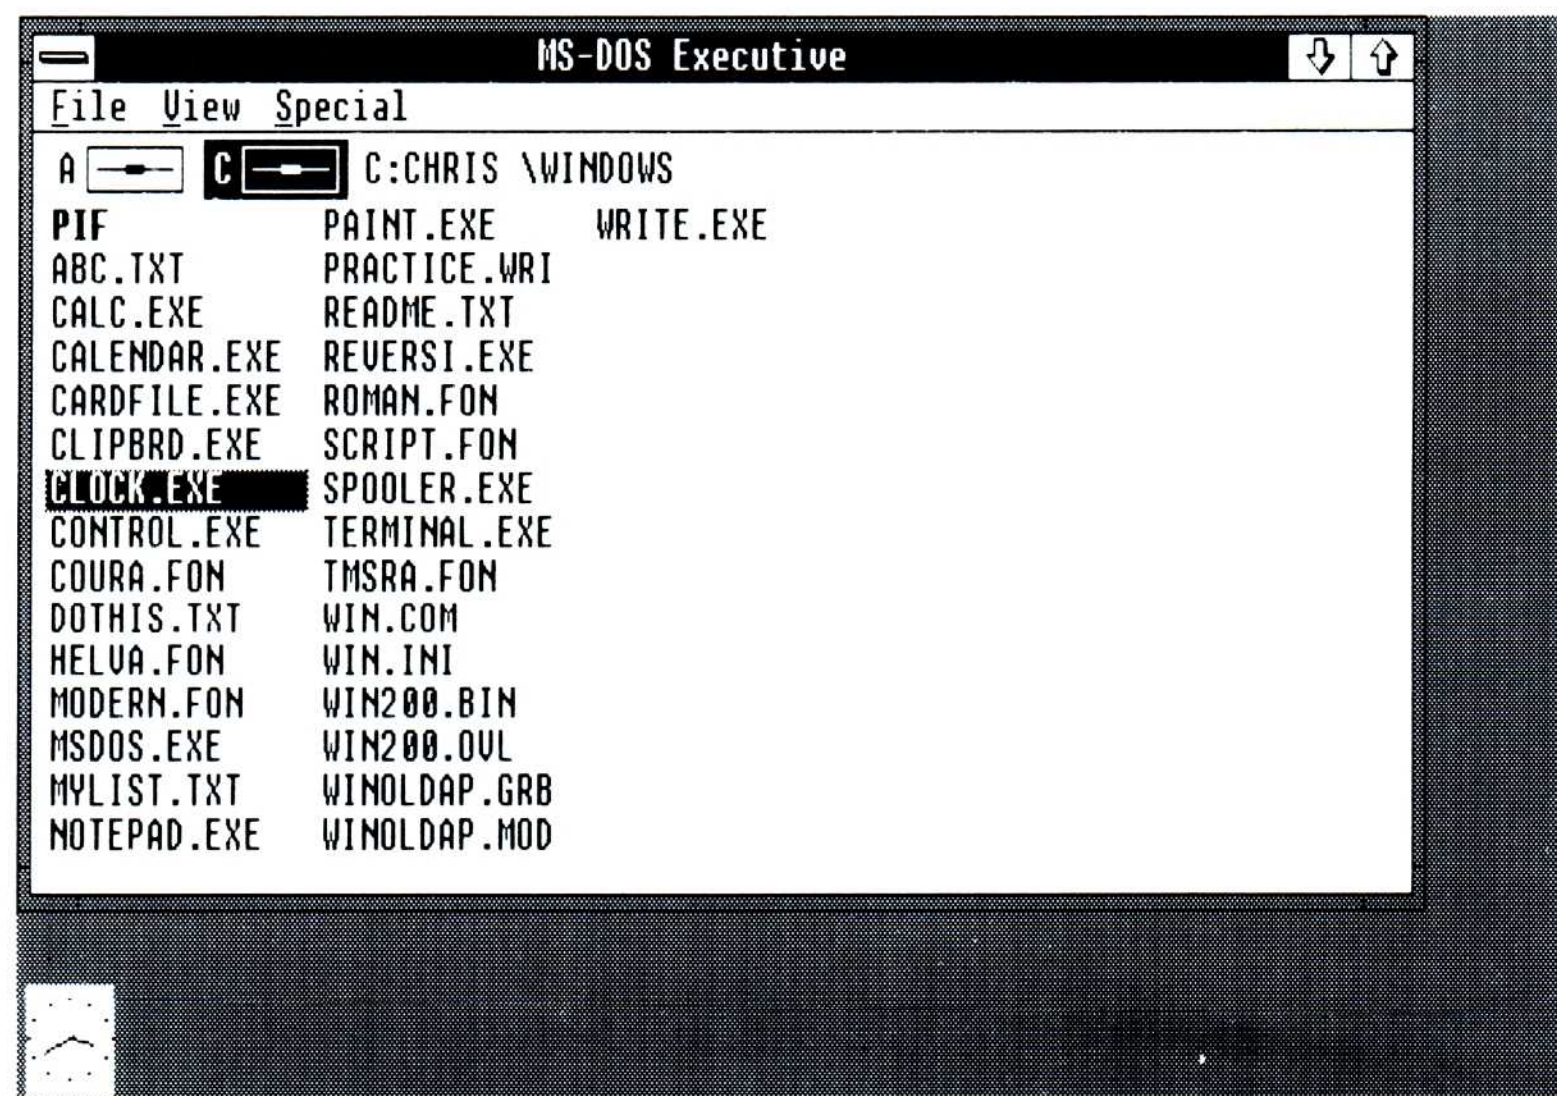 MS-DOS Executive
File View Special
A C C:CHRIS \WINDOWS
PIF PAINT.EXE WRITE.EXE
ABC.TXT PRACTICE.WRI
CALC.EXE README.TXT
CALENDAR.EXE REVERSI.EXE
CARDFILE.EXE ROMAN.FON
CLIPBRD.EXE SCRIPT.FON
CLOCK.EXE SPOOLER.EXE
CONTROL.EXE TERMINAL.EXE
COURA.FON TMSRA.FON
DOTHIS.TXT WIN.COM
HELVA.FON WIN.INI
MODERN.FON WIN200.BIN
MSDOS.EXE WIN200.OVL
MYLIST.TXT WINOLDAP.GRB
NOTEPAD.EXE WINOLDAP.MOD